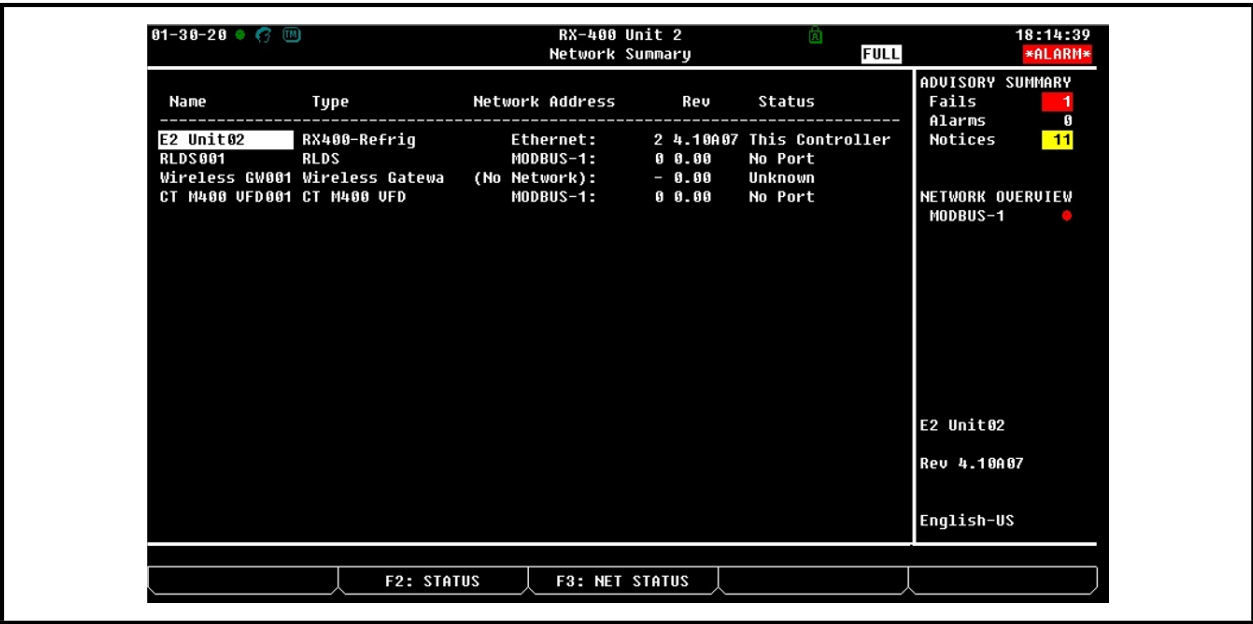 01-30-20 TM RX-400 Unit 2 A 18:14:39
Network Summary FULL *ALARM*
ADVISORY SUMMARY
Fails 1
Alarms 0
Notices 11
NETWORK OVERVIEW
MODBUS-1
E2 Unit02
Rev 4.10A07
English-US
Name Type Network Address Rev Status
E2 Unit02 RX400-Refrig Ethernet: 2 4.10A07 This Controller
RLDS001 RLDS MODBUS-1: 0 0.00 No Port
Wireless GW001 Wireless Gatewa (No Network): - 0.00 Unknown
CT M400 VFD001 CT M400 VFD MODBUS-1: 0 0.00 No Port
F2: STATUS F3: NET STATUS